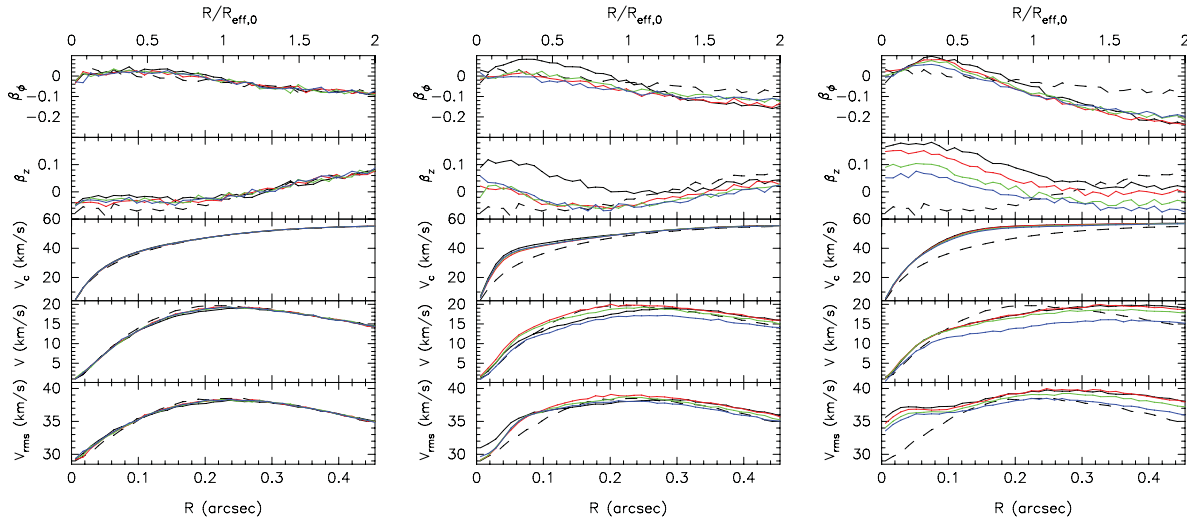 R/R_eff,0 R/R_eff,0 R/R_eff,0
0 0.5 1 1.5 2 0 0.5 1 1.5 2 0 0.5 1 1.5 2
β_φ 0 −0.1 −0.2 β_φ 0 −0.1 −0.2 β_φ 0 −0.1 −0.2
β_z 0.1 0 β_z 0.1 0 β_z 0.1 0
V_c (km/s) 60 40 20 V_c (km/s) 60 40 20 V_c (km/s) 60 40 20
V (km/s) 20 15 10 5 V (km/s) 20 15 10 5 V (km/s) 20 15 10 5
V_rms (km/s) 40 35 30 V_rms (km/s) 40 35 30 V_rms (km/s) 40 35 30
0 0.1 0.2 0.3 0.4 0 0.1 0.2 0.3 0.4 0 0.1 0.2 0.3 0.4
R (arcsec) R (arcsec) R (arcsec)